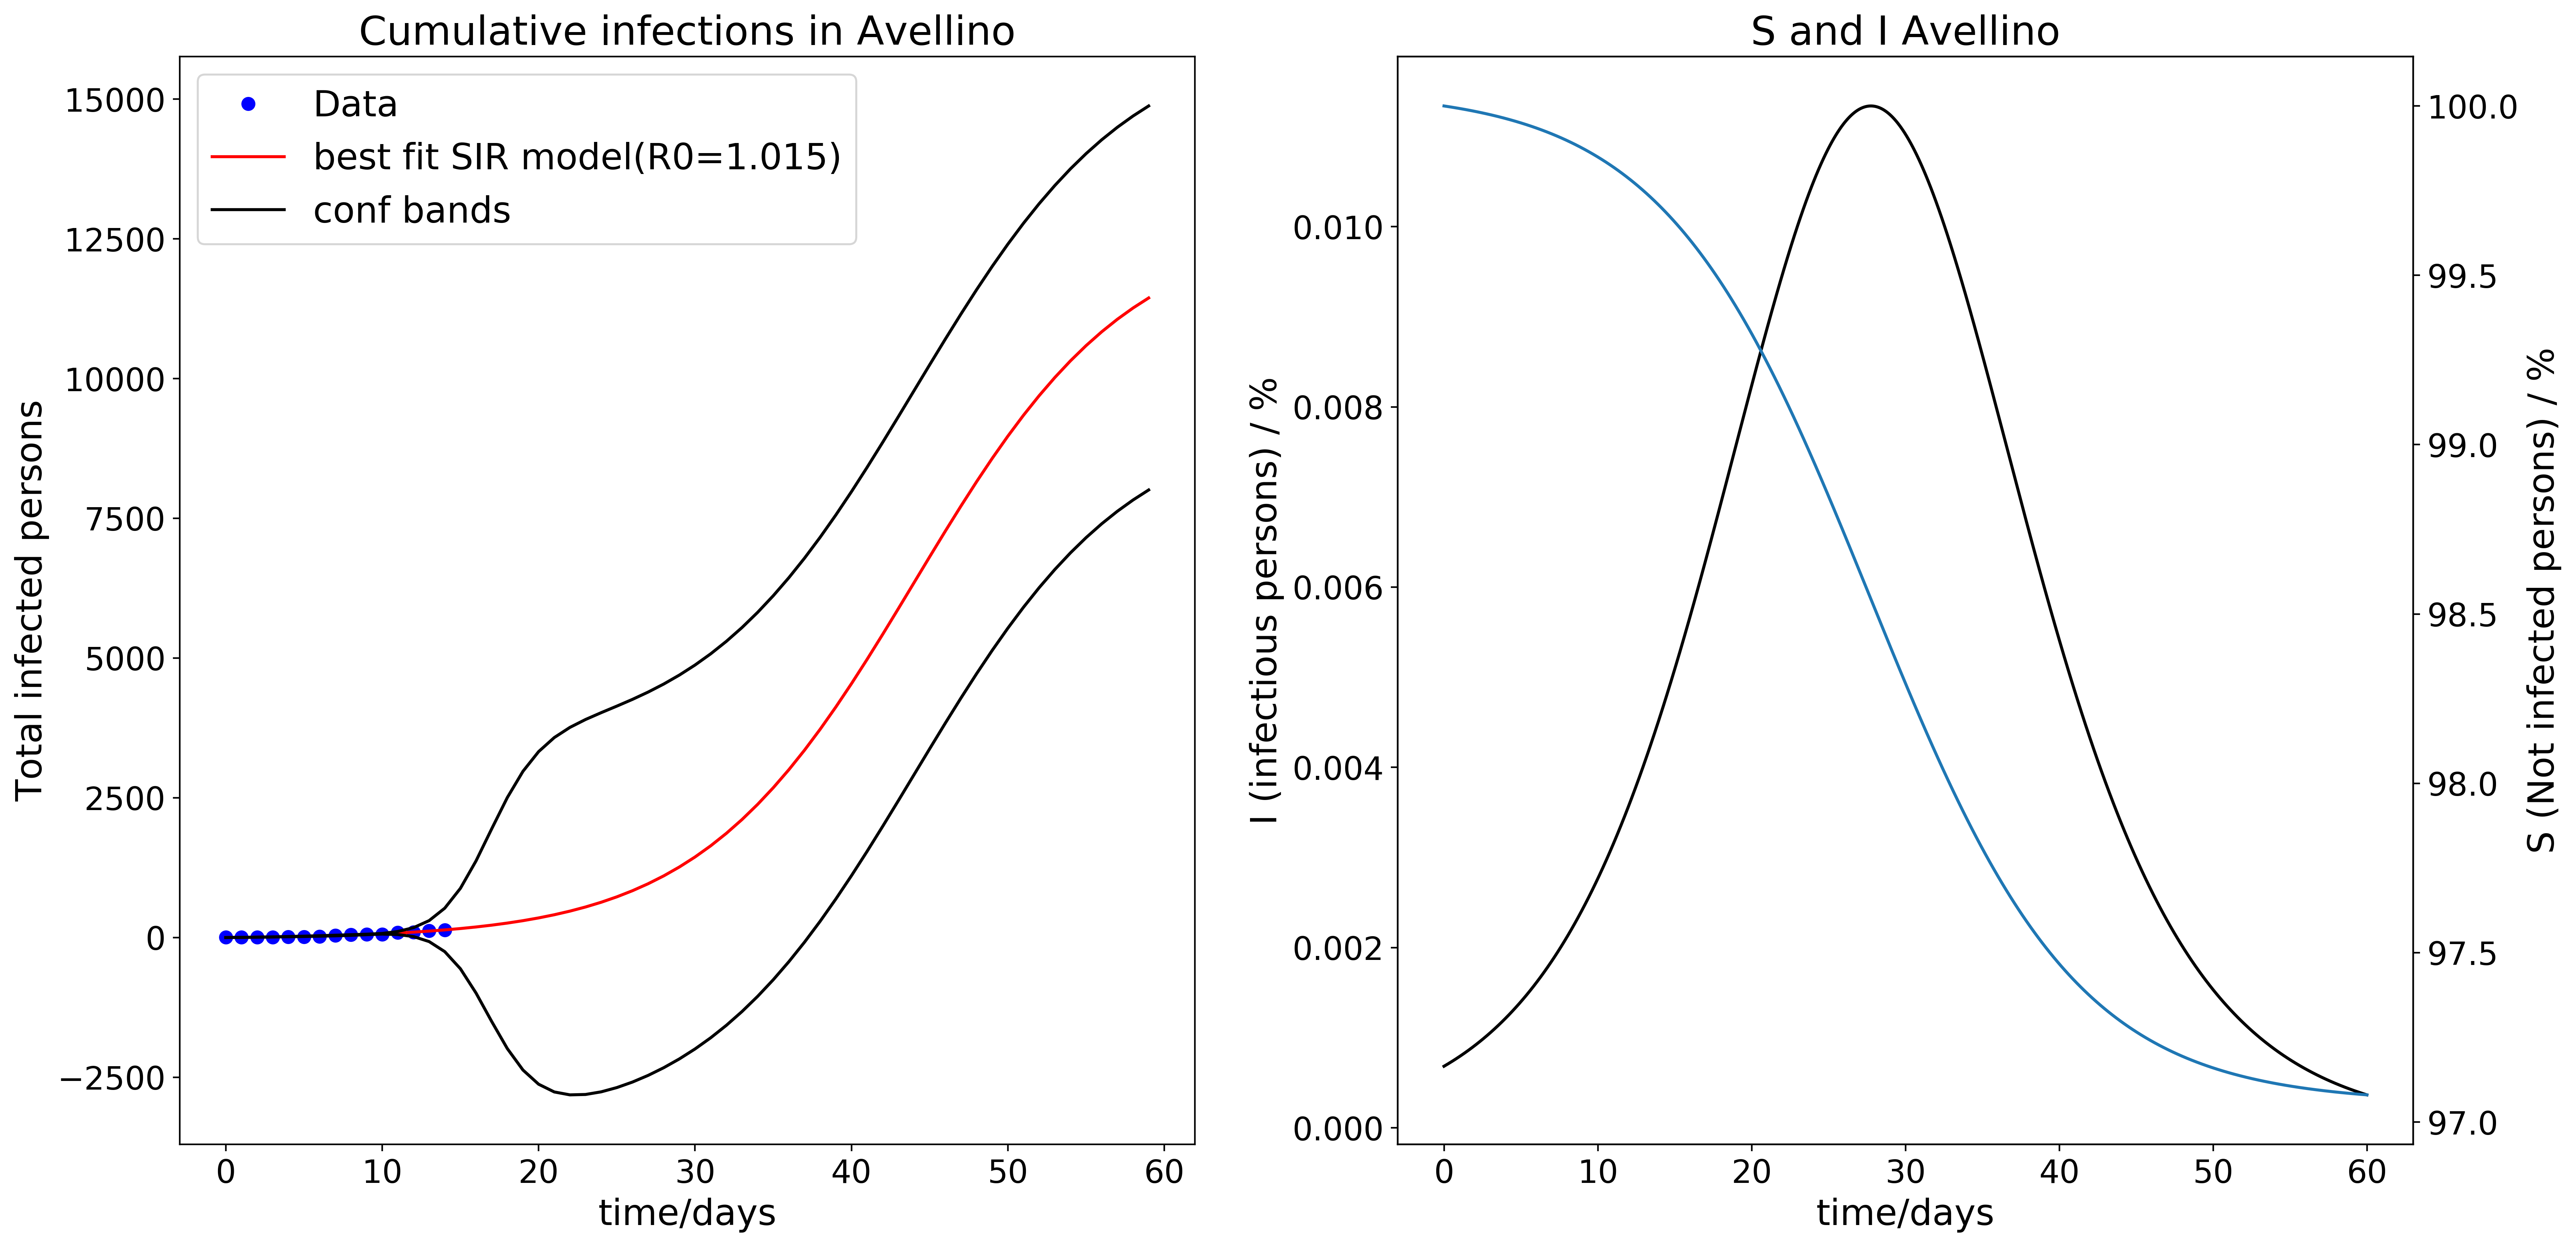 Cumulative infections in Avellino
Data
best fit SIR model(R0=1.015)
conf bands
15000
12500
10000
7500
5000
2500
0
−2500
Total infected persons
0 10 20 30 40 50 60
time/days
S and I Avellino
0.010
0.008
0.006
0.004
0.002
0.000
I (infectious persons) / %
100.0
99.5
99.0
98.5
98.0
97.5
97.0
S (Not infected persons) / %
0 10 20 30 40 50 60
time/days